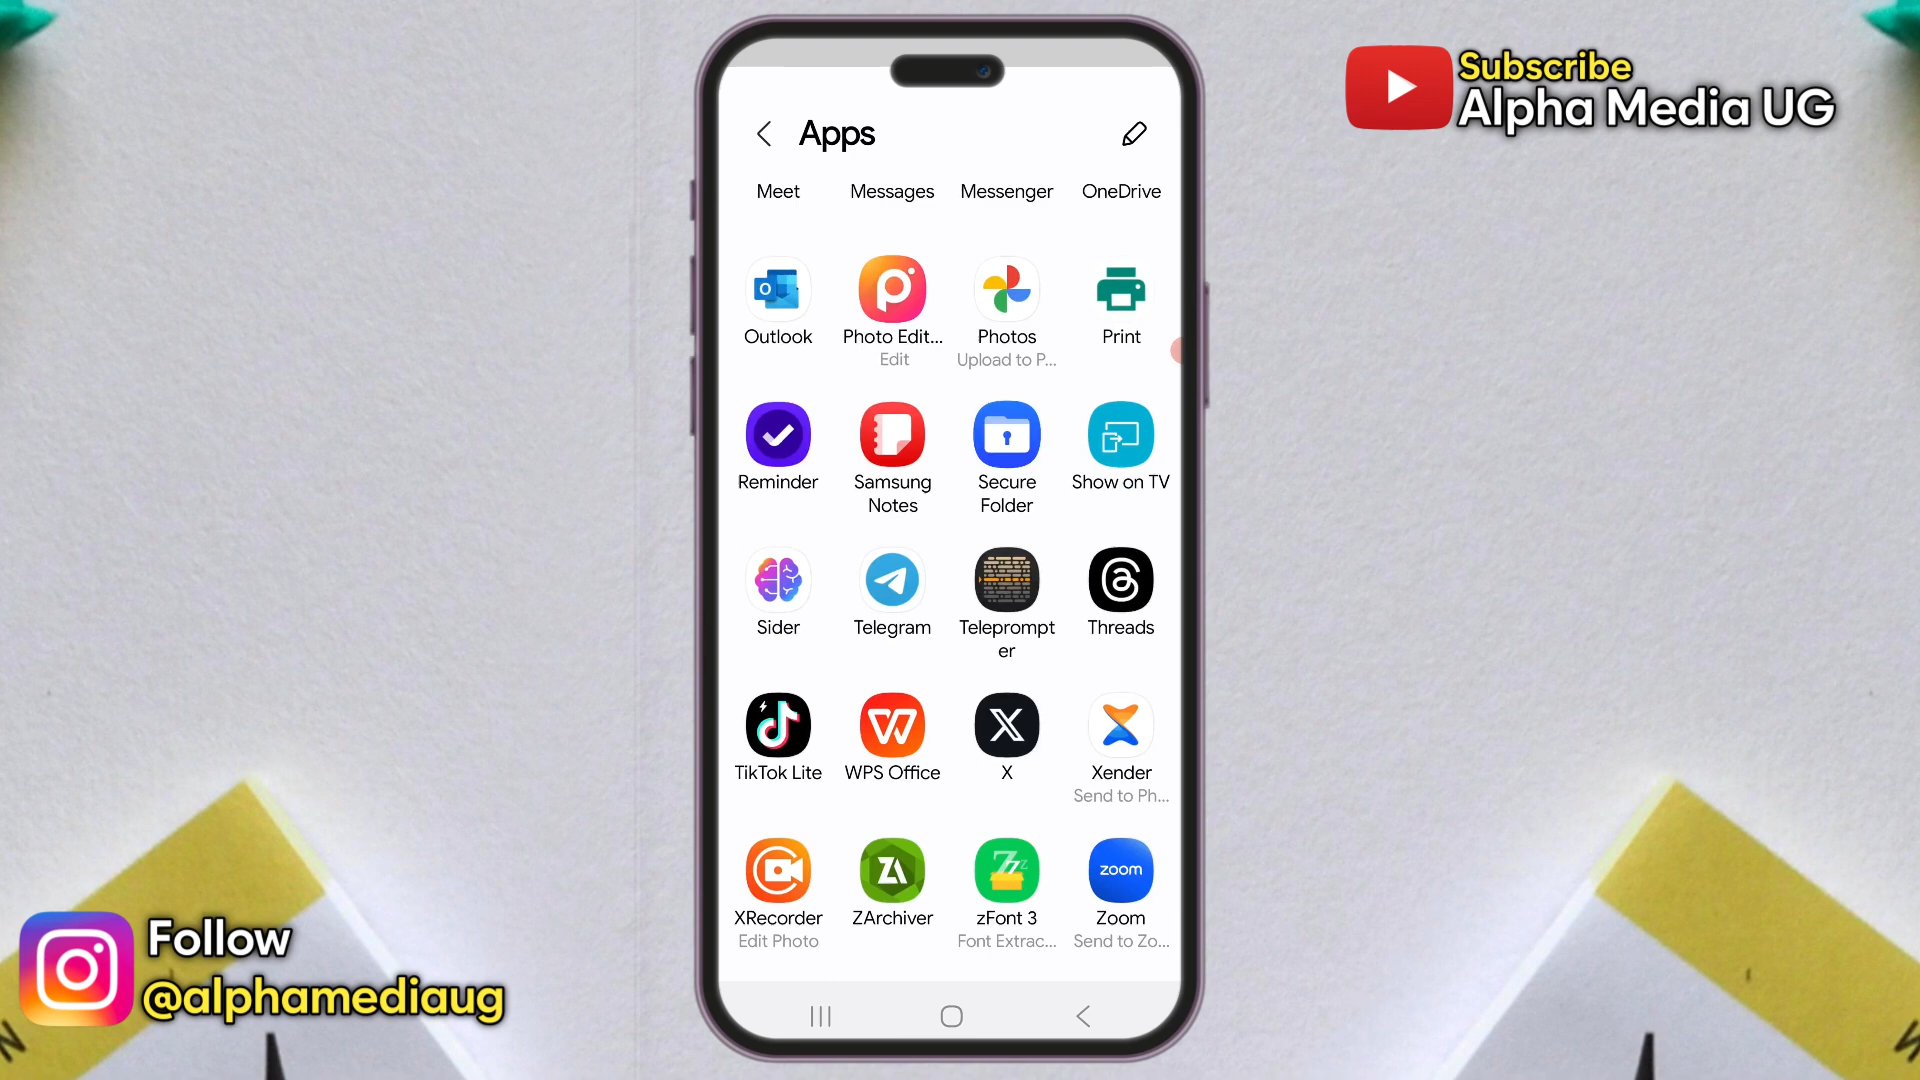 Subscribe
Alpha Media UG
Apps
Meet Messages Messenger OneDrive
Outlook Photo Edit... Photos Print
Edit Upload to P...
Reminder Samsung Secure Show on TV
Notes Folder
Sider Telegram Teleprompt Threads
er
TikTok Lite WPS Office X Xender
Send to Ph...
zoom
XRecorder ZArchiver zFont 3 Zoom
Edit Photo Font Extrac... Send to Zo...
Follow
@alphamediaug
N